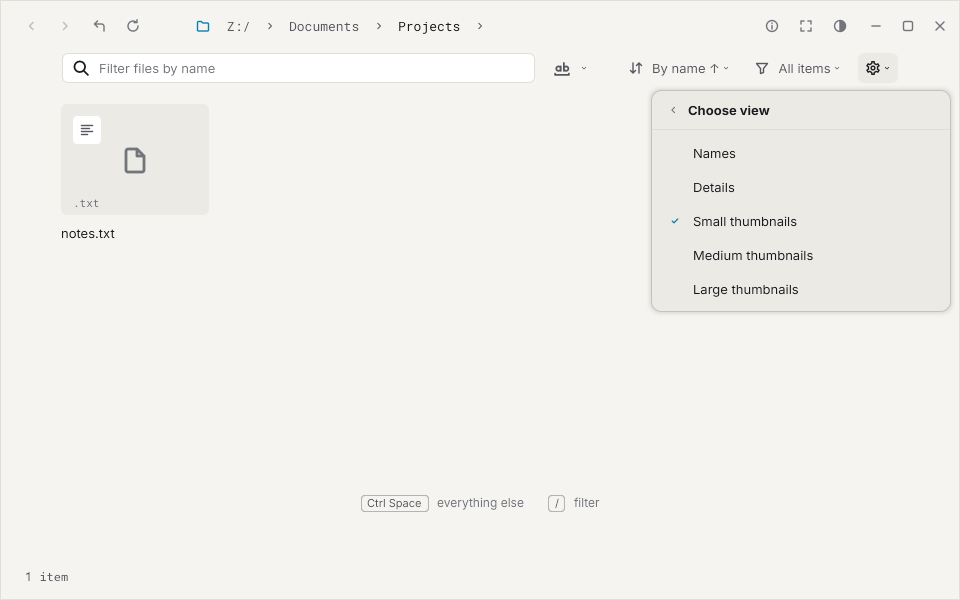 Z:/ Documents Projects
Filter files by name
ab
By name ↑
All items
Choose view
Names
Details
Small thumbnails
Medium thumbnails
Large thumbnails
.txt
notes.txt
Ctrl Space everything else / filter
1 item